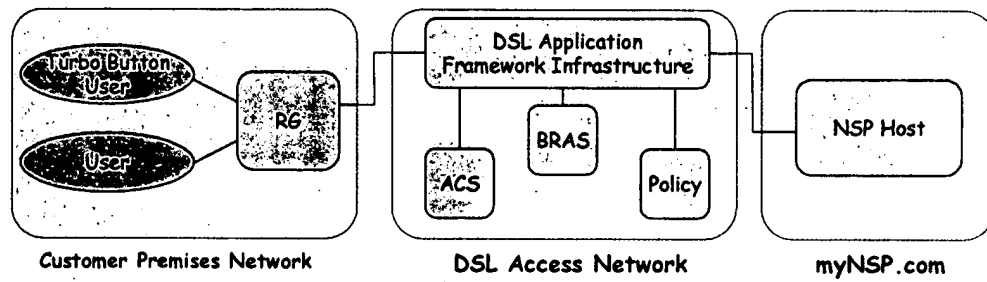 Turbo Button
User
User
RG
DSL Application
Framework Infrastructure
ACS
BRAS
Policy
NSP Host
Customer Premises Network
DSL Access Network
myNSP.com